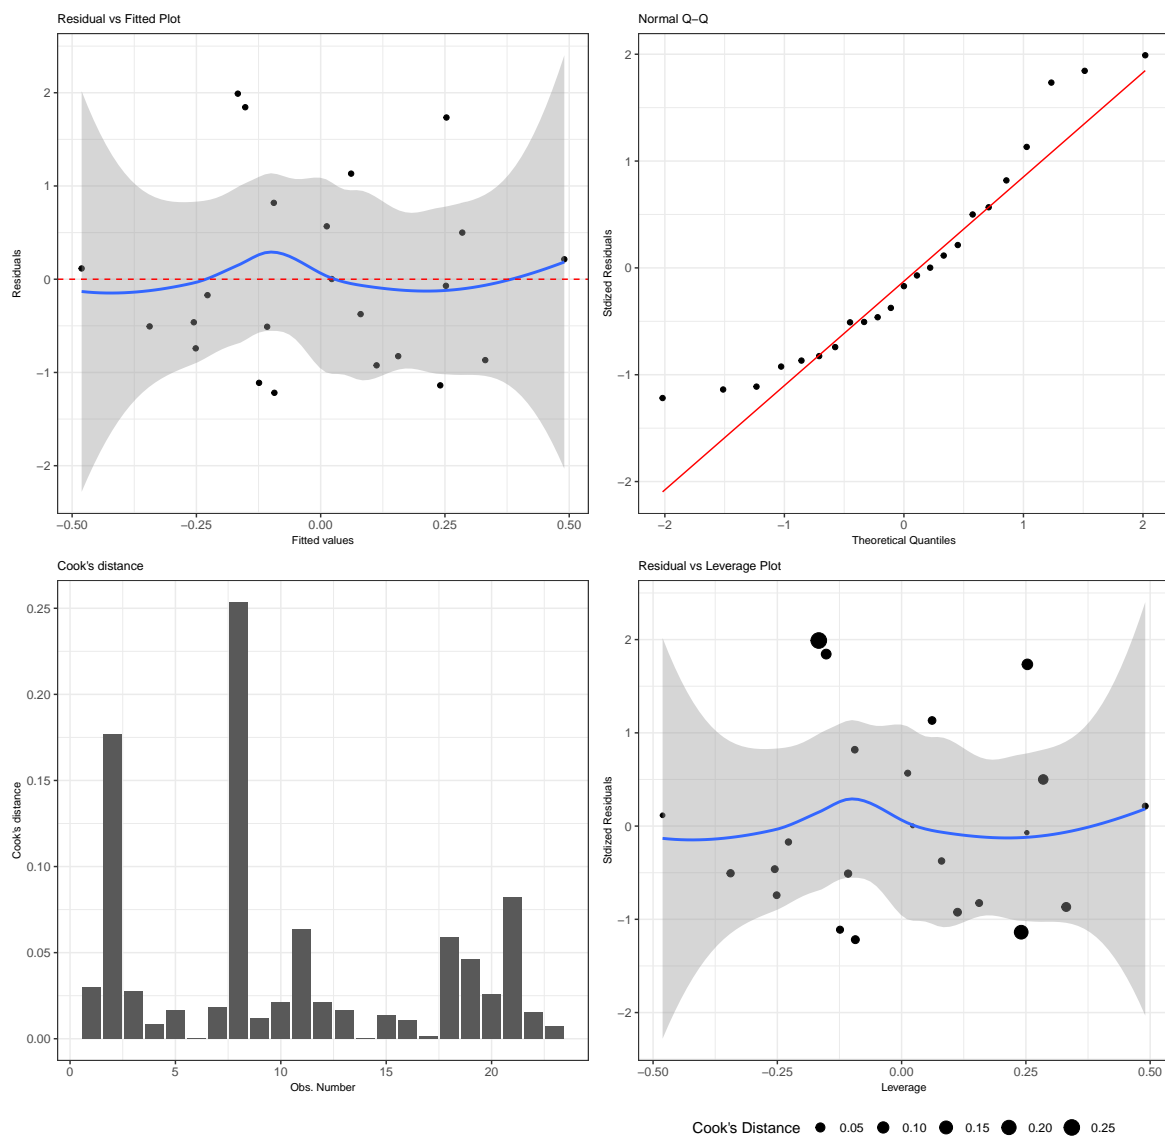 Residual vs Fitted Plot
2
1
0
−1
−2
Residuals
−0.50 −0.25 0.00 0.25 0.50
Fitted values
Normal Q−Q
2
1
0
−1
−2
Stdized Residuals
−2 −1 0 1 2
Theoretical Quantiles
Cook's distance
0.25
0.20
0.15
0.10
0.05
0.00
Cook's distance
0 5 10 15 20
Obs. Number
Residual vs Leverage Plot
2
1
0
−1
−2
Stdized Residuals
−0.50 −0.25 0.00 0.25 0.50
Leverage
Cook's Distance 0.05 0.10 0.15 0.20 0.25